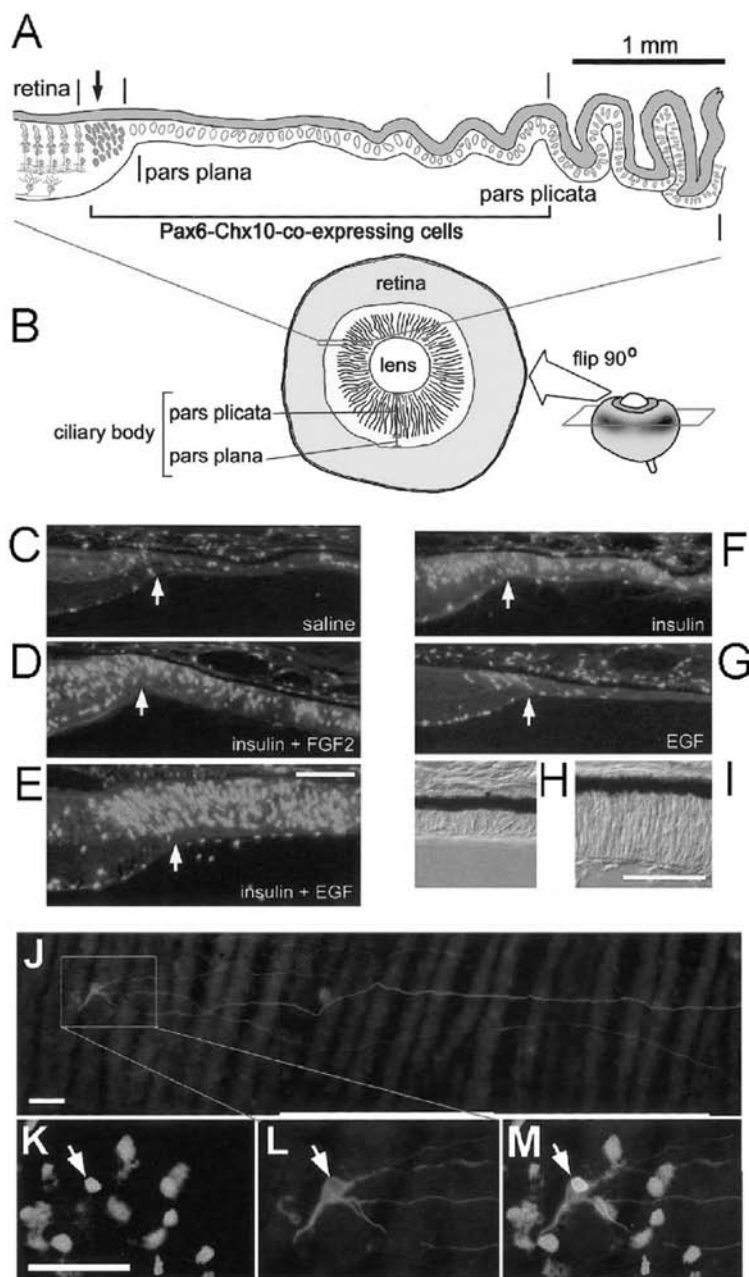 A
1 mm
retina
pars plana
pars plicata
Pax6-Chx10-co-expressing cells
B
retina
lens
flip 90°
ciliary body
pars plicata
pars plana
C
saline
F
insulin
D
insulin + FGF2
G
EGF
E
insulin + EGF
H
I
J
K
L
M